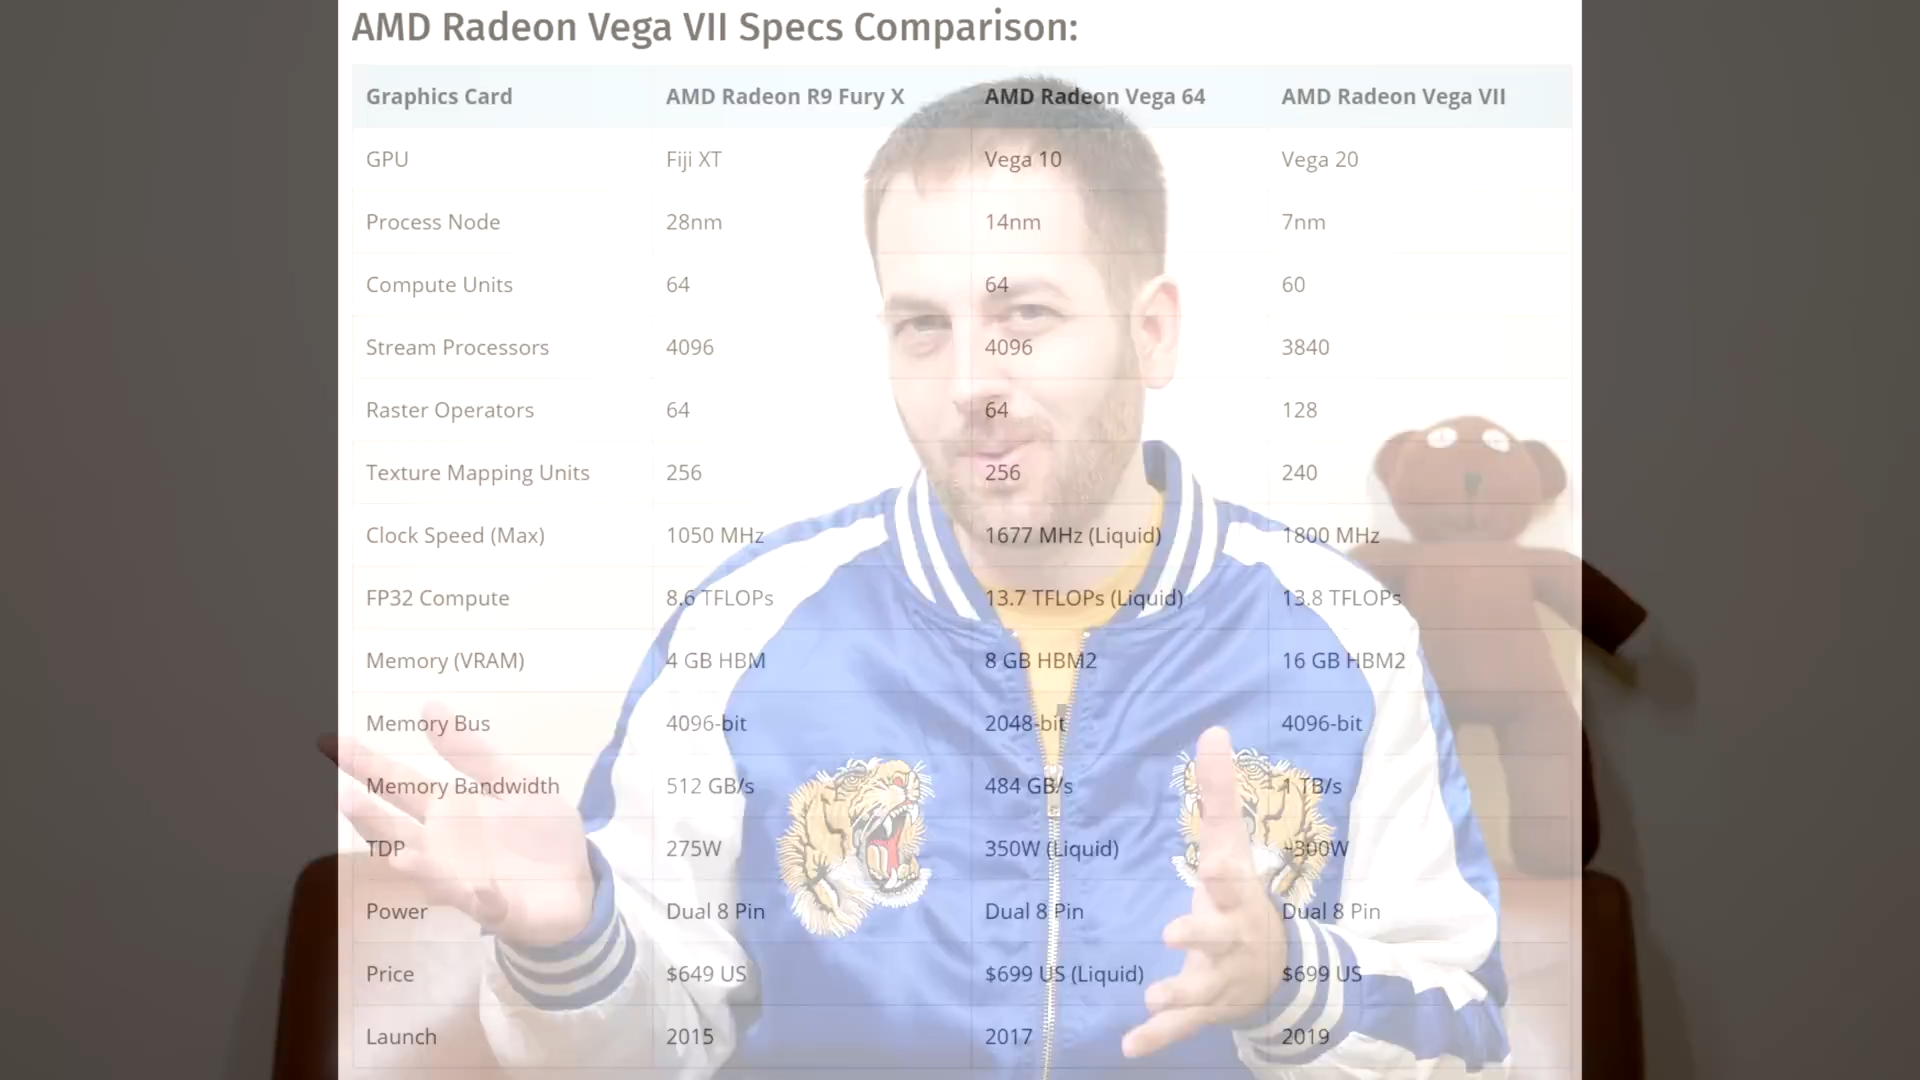 AMD Radeon Vega VII Specs Comparison:
Graphics Card AMD Radeon R9 Fury X AMD Radeon Vega 64 AMD Radeon Vega VII
GPU Fiji XT Vega 10 Vega 20
Process Node 28nm 14nm 7nm
Compute Units 64 64 60
Stream Processors 4096 4096 3840
Raster Operators 64 64 128
Texture Mapping Units 256 256 240
Clock Speed (Max) 1050 MHz 1677 MHz (Liquid) 1800 MHz
FP32 Compute 8.6 TFLOPs 13.7 TFLOPs (Liquid) 13.8 TFLOPs
Memory (VRAM) 4 GB HBM 8 GB HBM2 16 GB HBM2
Memory Bus 4096-bit 2048-bit 4096-bit
Memory Bandwidth 512 GB/s 484 GB/s 1 TB/s
TDP 275W 350W (Liquid) ~300W
Power Dual 8 Pin Dual 8 Pin Dual 8 Pin
Price $649 US $699 US (Liquid) $699 US
Launch 2015 2017 2019